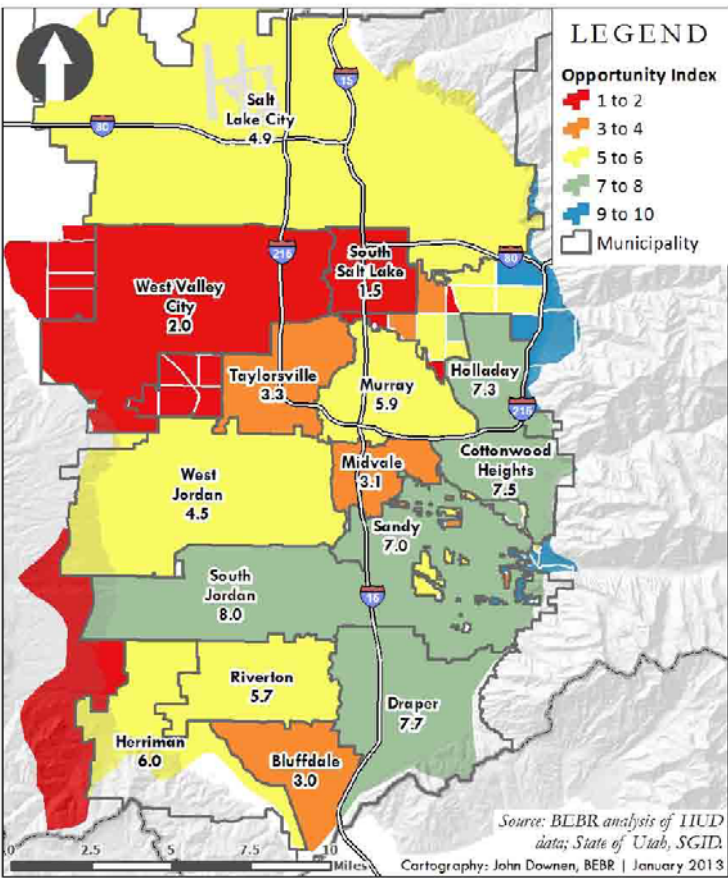 LEGEND
Opportunity Index
1 to 2
3 to 4
5 to 6
7 to 8
9 to 10
Municipality
15
Salt
Lake City
4.9
80
215
South
Salt Lake
1.5
80
West Valley
City
2.0
Taylorsville
3.3
Murray
5.9
Holladay
7.3
215
Midvale
3.1
Cottonwood
Heights
7.5
West
Jordan
4.5
Sandy
7.0
South
Jordan
8.0
15
Riverton
5.7
Draper
7.7
Herriman
6.0
Bluffdale
3.0
Source: BEBR analysis of HUD
data; State of Utah, SGID.
0 2.5 5 7.5 10 Miles
Cartography: John Downen, BEBR | January 2013